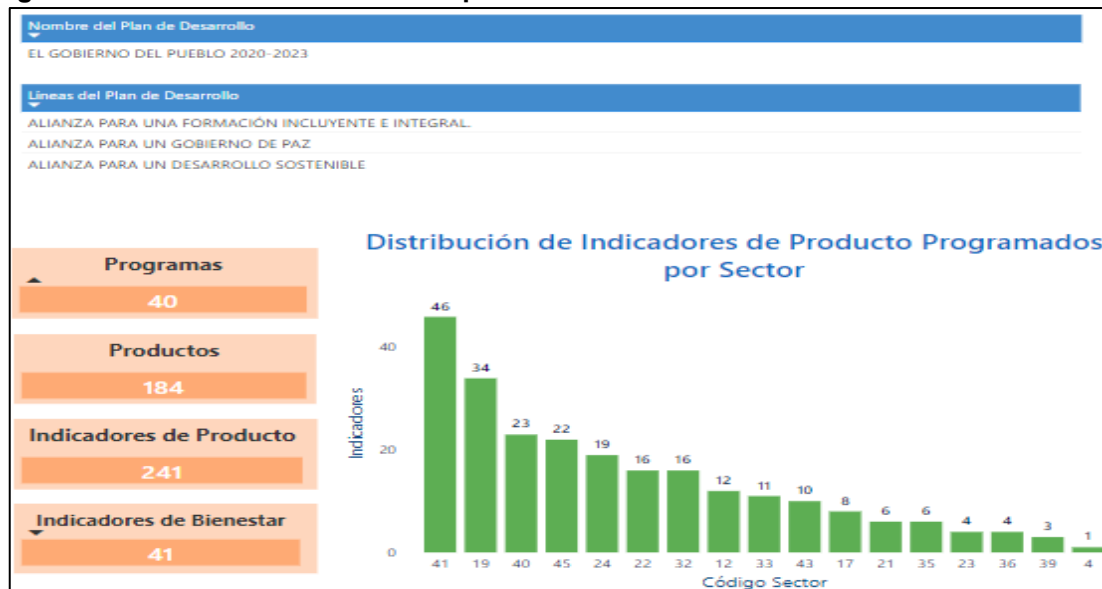 Nombre del Plan de Desarrollo
EL GOBIERNO DEL PUEBLO 2020-2023
Líneas del Plan de Desarrollo
ALIANZA PARA UNA FORMACIÓN INCLUYENTE E INTEGRAL.
ALIANZA PARA UN GOBIERNO DE PAZ
ALIANZA PARA UN DESARROLLO SOSTENIBLE
Programas
40
Productos
184
Indicadores de Producto
241
Indicadores de Bienestar
41
Distribución de Indicadores de Producto Programados
por Sector
Indicadores
40
20
0
46 34 23 22 19 16 16 12 11 10 8 6 6 4 4 3 1
41 19 40 45 24 22 32 12 33 43 17 21 35 23 36 39 4
Código Sector